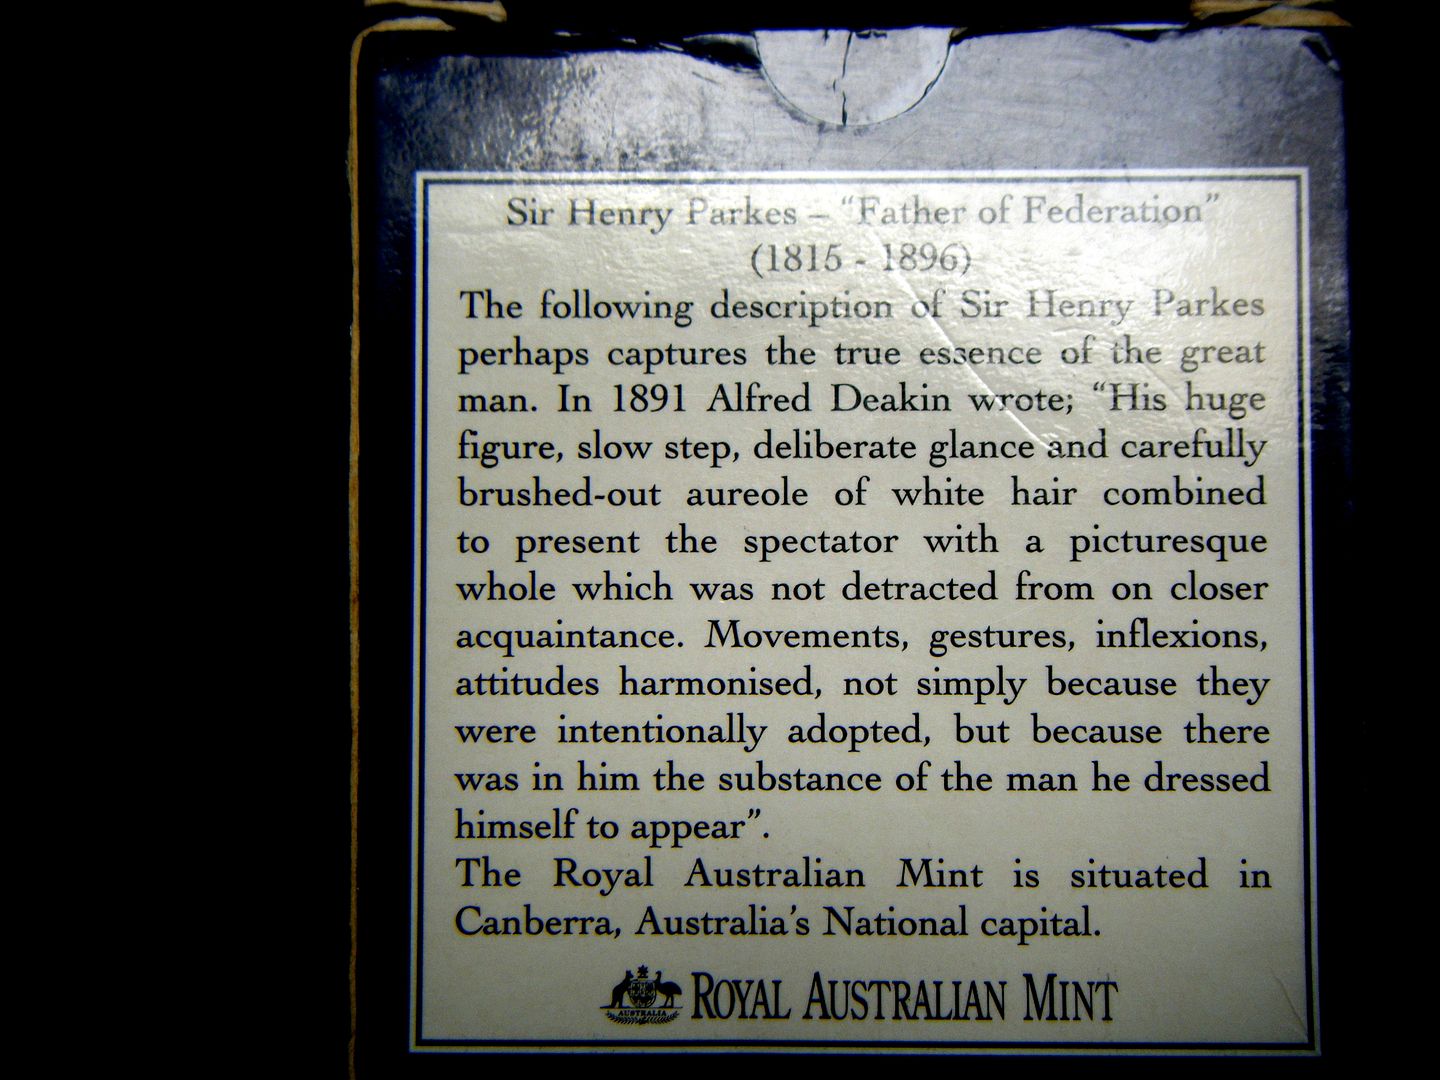 Sir Henry Parkes – “Father of Federation”
(1815 - 1896)
The following description of Sir Henry Parkes
perhaps captures the true essence of the great
man. In 1891 Alfred Deakin wrote; “His huge
figure, slow step, deliberate glance and carefully
brushed-out aureole of white hair combined
to present the spectator with a picturesque
whole which was not detracted from on closer
acquaintance. Movements, gestures, inflexions,
attitudes harmonised, not simply because they
were intentionally adopted, but because there
was in him the substance of the man he dressed
himself to appear”.
The Royal Australian Mint is situated in
Canberra, Australia’s National capital.
AUSTRALIA
ROYAL AUSTRALIAN MINT